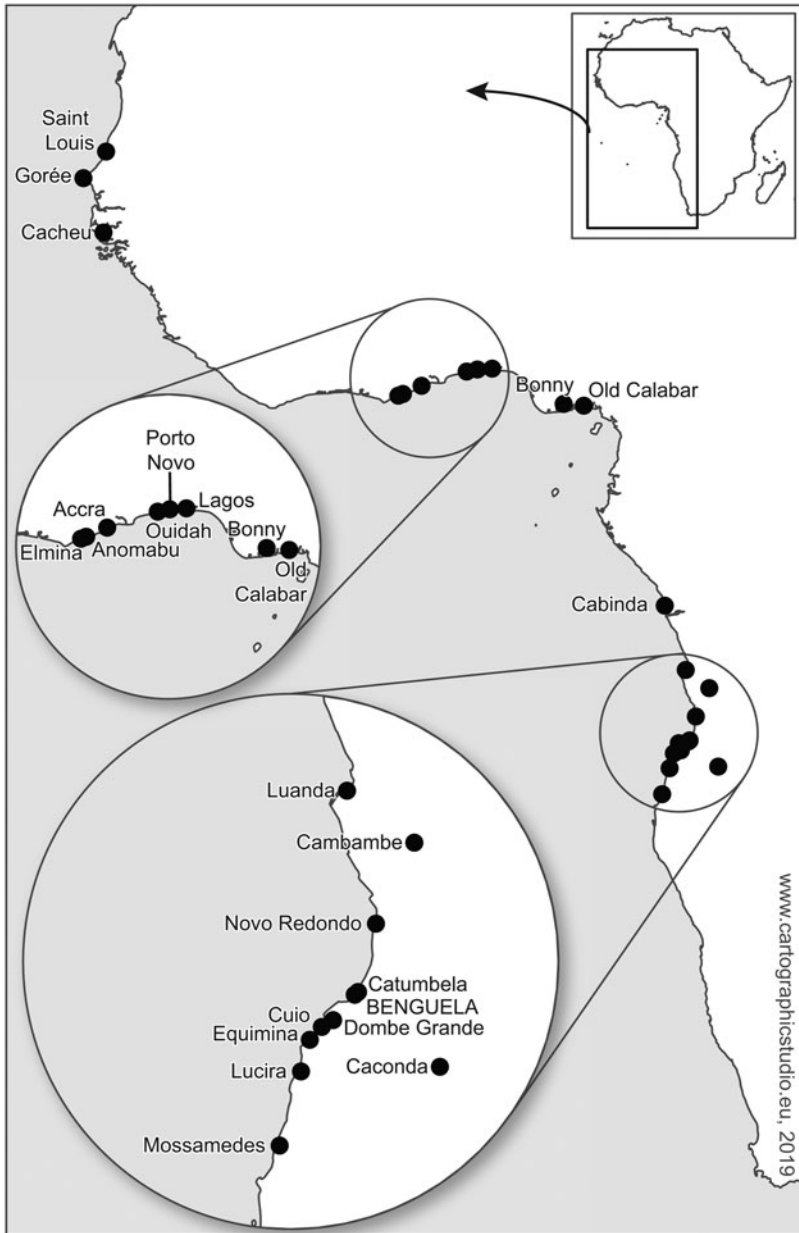 Saint
Louis
Gorée
Cacheu
Bonny
Old Calabar
Porto
Novo
Accra
Lagos
Ouidah
Bonny
Elmina
Anomabu
Old
Calabar
Cabinda
Luanda
Cambambe
Novo Redondo
Catumbela
BENGUELA
Cuio
Dombe Grande
Equimina
Lucira
Caconda
Mossamedes
www.cartographicstudio.eu, 2019